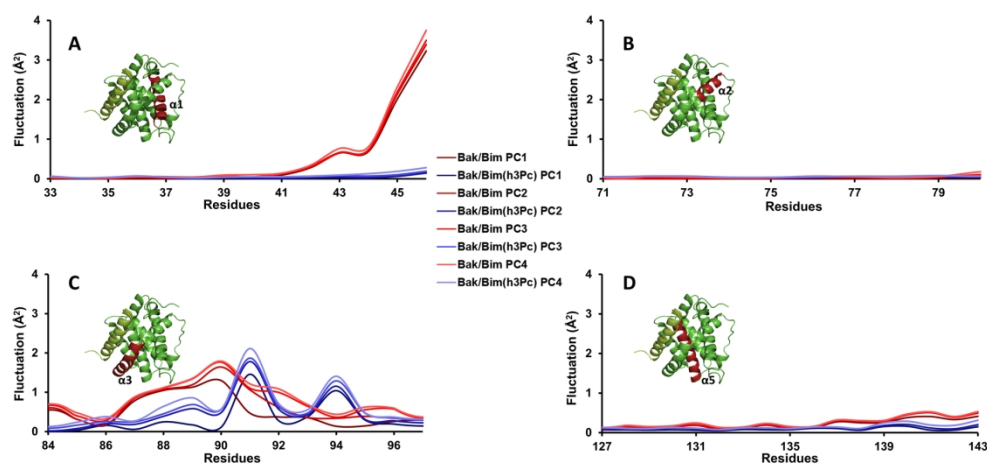 A
Fluctuation (Å²)
4
3
2
1
0
α1
33 35 37 39 41 43 45
Residues
B
Fluctuation (Å²)
4
3
2
1
0
α2
71 73 75 77 79
Residues
Bak/Bim PC1
Bak/Bim(h3Pc) PC1
Bak/Bim PC2
Bak/Bim(h3Pc) PC2
Bak/Bim PC3
Bak/Bim(h3Pc) PC3
Bak/Bim PC4
Bak/Bim(h3Pc) PC4
C
Fluctuation (Å²)
4
3
2
1
0
α3
84 86 88 90 92 94 96
Residues
D
Fluctuation (Å²)
4
3
2
1
0
α5
127 131 135 139 143
Residues